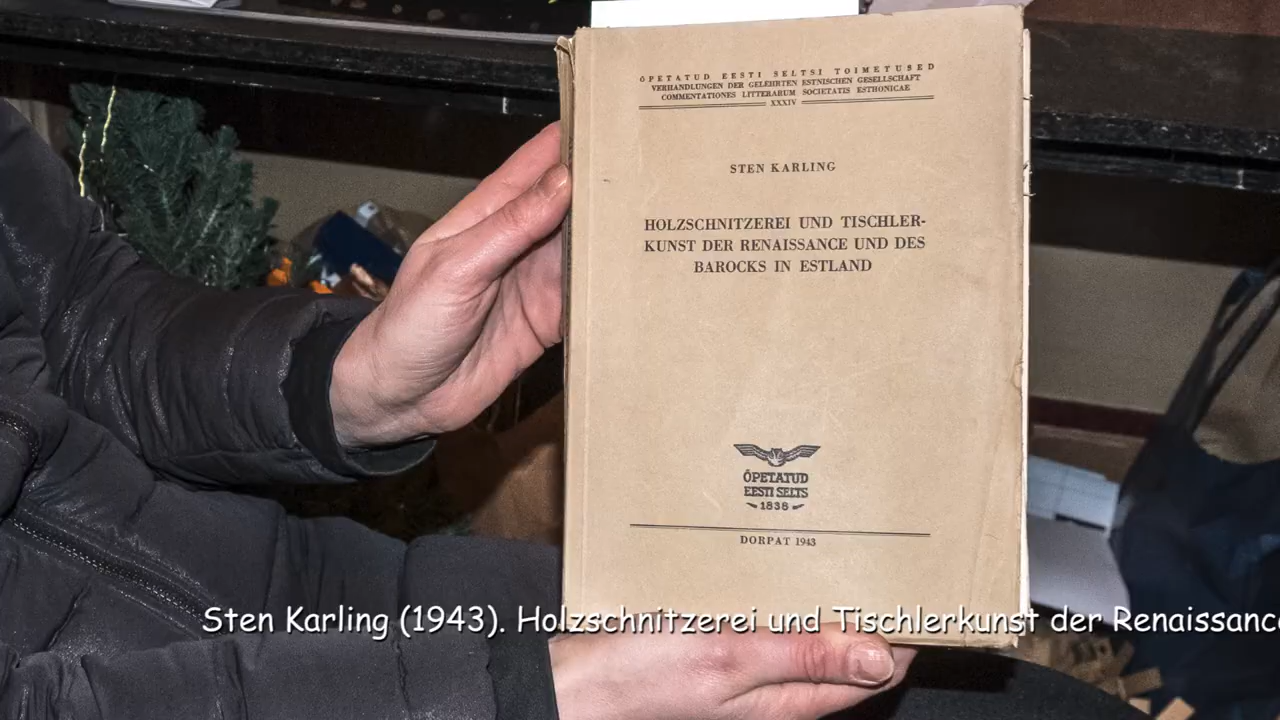 ÕPETATUD EESTI SELTSI TOIMETUSED
VERHANDLUNGEN DER GELEHRTEN ESTNISCHEN GESELLSCHAFT
COMMENTATIONES LITTERARUM SOCIETATIS ESTHONICAE
XXXIV
STEN KARLING
HOLZSCHNITZEREI UND TISCHLER-
KUNST DER RENAISSANCE UND DES
BAROCKS IN ESTLAND
ÕPETATUD
EESTI SELTS
1838
DORPAT 1943
Sten Karling (1943). Holzschnitzerei und Tischlerkunst der Renaissance